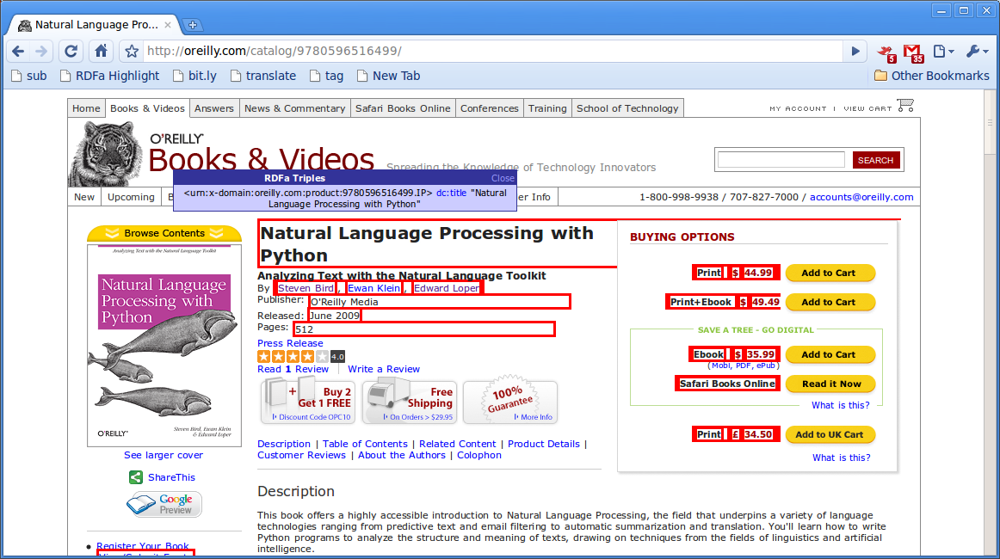 Natural Language Pro...
http://oreilly.com/catalog/9780596516499/
5
85
sub RDFa Highlight bit.ly translate tag New Tab Other Bookmarks
Home Books & Videos Answers News & Commentary Safari Books Online Conferences Training School of Technology
MY ACCOUNT | VIEW CART
O'REILLY
Books & Videos
Spreading the Knowledge of Technology Innovators
SEARCH
RDFa Triples Close
<urn:x-domain:oreilly.com:product:9780596516499.IP> dc:title "Natural
Language Processing with Python"
New Upcoming B er Info 1-800-998-9938 / 707-827-7000 / accounts@oreilly.com
Browse Contents
Analyzing Text with the Natural Language Toolkit
Natural Language
Processing with
Python
O'REILLY
Steven Bird, Ewan Klein
& Edward Loper
See larger cover
ShareThis
Google
Preview
Register Your Book
Natural Language Processing with
Python
Analyzing Text with the Natural Language Toolkit
By Steven Bird, Ewan Klein, Edward Loper
Publisher: O'Reilly Media
Released: June 2009
Pages: 512
Press Release
4.0
Read 1 Review | Write a Review
+ Buy 2
Get 1 FREE
Discount Code OPC10
Free
Shipping
On Orders > $29.95
100%
Guarantee
More Info
Description | Table of Contents | Related Content | Product Details |
Customer Reviews | About the Authors | Colophon
BUYING OPTIONS
Print $ 44.99 Add to Cart
Print+Ebook $ 49.49 Add to Cart
SAVE A TREE - GO DIGITAL
Ebook $ 35.99 Add to Cart
(Mobi, PDF, ePub)
Safari Books Online Read it Now
What is this?
Print £ 34.50 Add to UK Cart
What is this?
Description
This book offers a highly accessible introduction to Natural Language Processing, the field that underpins a variety of language
technologies ranging from predictive text and email filtering to automatic summarization and translation. You'll learn how to write
Python programs to analyze the structure and meaning of texts, drawing on techniques from the fields of linguistics and artificial
intelligence.